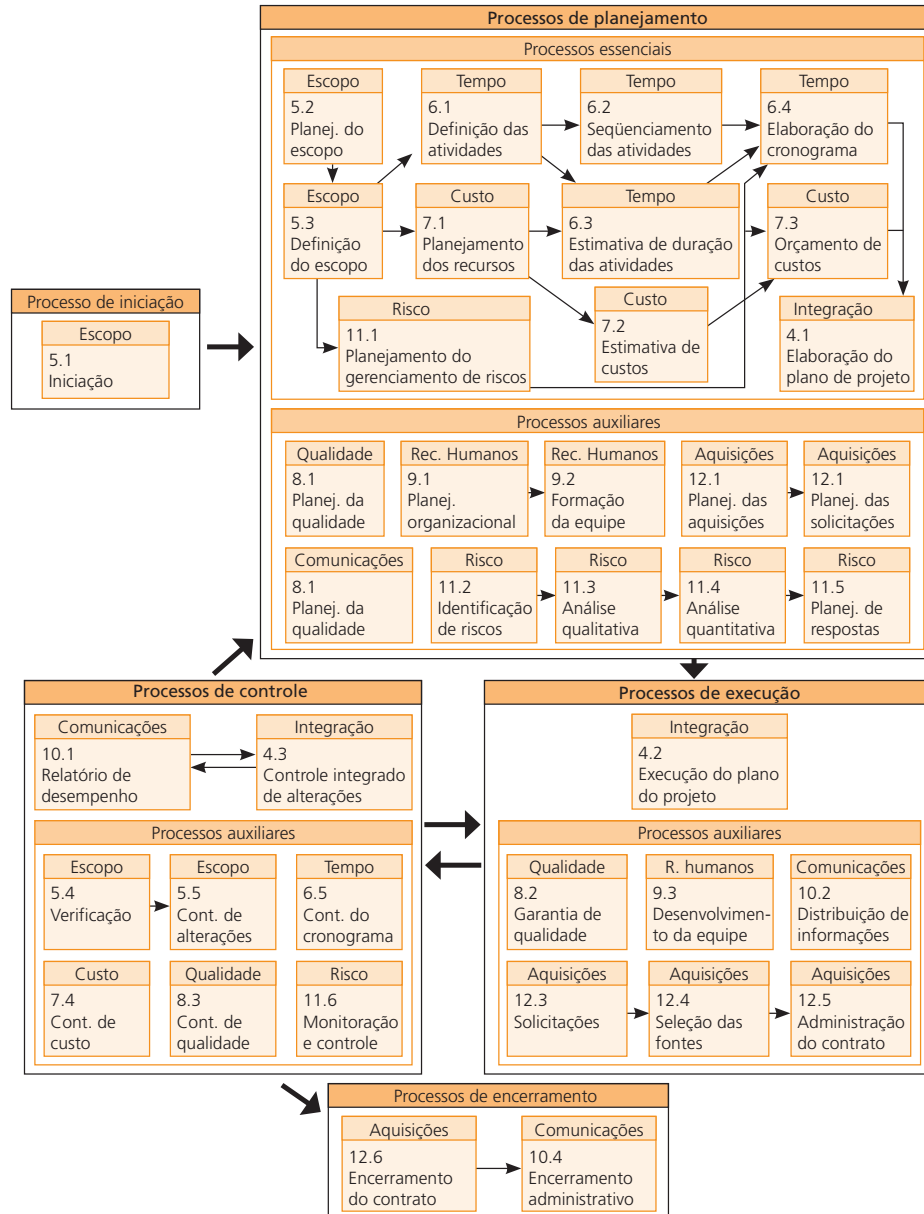 Processos de planejamento
Processos essenciais
Escopo
5.2
Planej. do
escopo
Tempo
6.1
Definição das
atividades
Tempo
6.2
Seqüenciamento
das atividades
Tempo
6.4
Elaboração do
cronograma
Escopo
5.3
Definição
do escopo
Custo
7.1
Planejamento
dos recursos
Tempo
6.3
Estimativa de duração
das atividades
Custo
7.3
Orçamento de
custos
Processo de iniciação
Escopo
5.1
Iniciação
Risco
11.1
Planejamento do
gerenciamento de riscos
Custo
7.2
Estimativa de
custos
Integração
4.1
Elaboração do
plano de projeto
Processos auxiliares
Qualidade
8.1
Planej. da
qualidade
Rec. Humanos
9.1
Planej.
organizacional
Rec. Humanos
9.2
Formação
da equipe
Aquisições
12.1
Planej. das
aquisições
Aquisições
12.1
Planej. das
solicitações
Comunicações
8.1
Planej. da
qualidade
Risco
11.2
Identificação
de riscos
Risco
11.3
Análise
qualitativa
Risco
11.4
Análise
quantitativa
Risco
11.5
Planej. de
respostas
Processos de controle
Comunicações
10.1
Relatório de
desempenho
Integração
4.3
Controle integrado
de alterações
Processos auxiliares
Escopo
5.4
Verificação
Escopo
5.5
Cont. de
alterações
Tempo
6.5
Cont. do
cronograma
Custo
7.4
Cont. de
custo
Qualidade
8.3
Cont. de
qualidade
Risco
11.6
Monitoração
e controle
Processos de execução
Integração
4.2
Execução do plano
do projeto
Processos auxiliares
Qualidade
8.2
Garantia de
qualidade
R. humanos
9.3
Desenvolvimen-
to da equipe
Comunicações
10.2
Distribuição de
informações
Aquisições
12.3
Solicitações
Aquisições
12.4
Seleção das
fontes
Aquisições
12.5
Administração
do contrato
Processos de encerramento
Aquisições
12.6
Encerramento
do contrato
Comunicações
10.4
Encerramento
administrativo